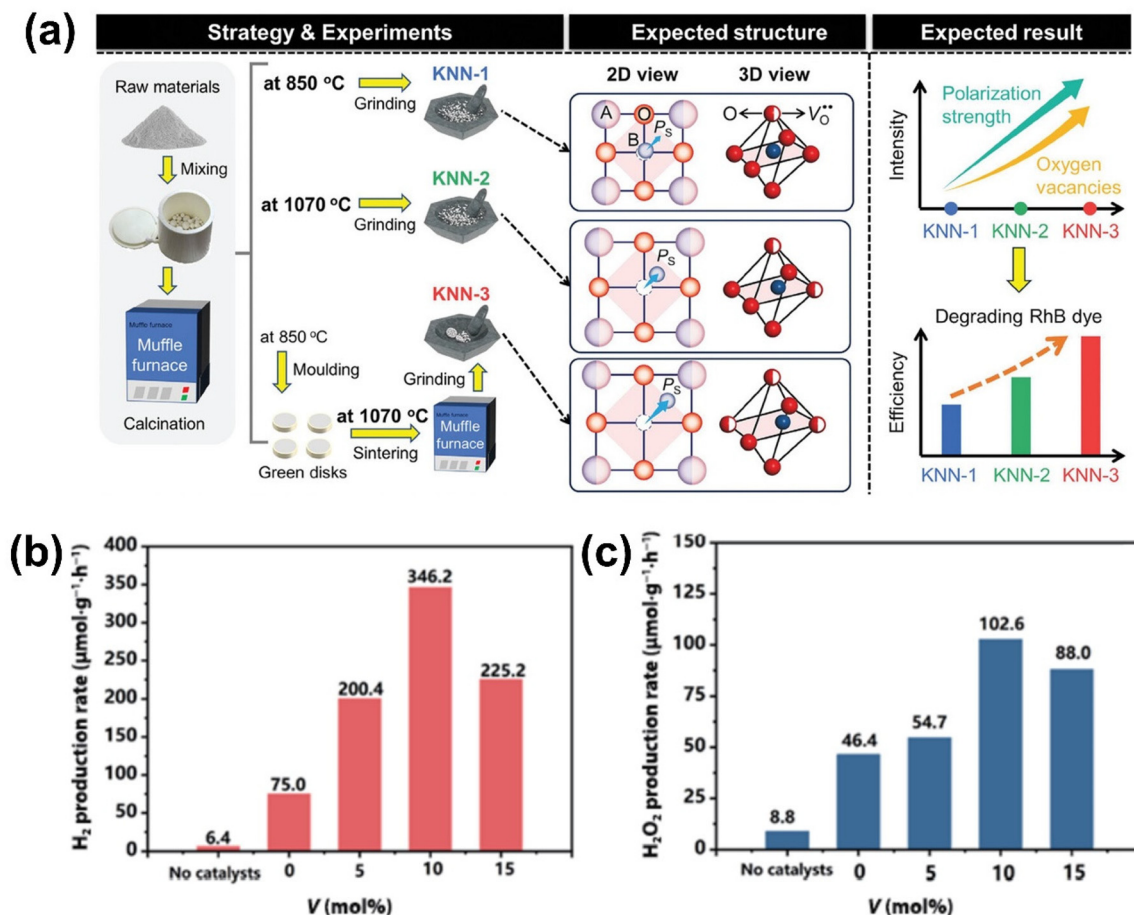 (a)
Strategy & Experiments
Expected structure
Expected result
Raw materials
Mixing
Muffle furnace
Muffle
furnace
Calcination
at 850 °C
Grinding
KNN-1
at 1070 °C
Grinding
KNN-2
KNN-3
at 850 °C
Moulding
Green disks
at 1070 °C
Sintering
Grinding
Muffle furnace
Muffle
furnace
2D view
3D view
A
O
B
Pₛ
O
V_O^••
Pₛ
Pₛ
Intensity
Polarization
strength
Oxygen
vacancies
KNN-1
KNN-2
KNN-3
Degrading RhB dye
Efficiency
KNN-1
KNN-2
KNN-3
(b)
H₂ production rate (μmol·g⁻¹·h⁻¹)
400
350
300
250
200
150
100
75
50
25
0
6.4
75.0
200.4
346.2
225.2
No catalysts
0
5
10
15
V (mol%)
(c)
H₂O₂ production rate (μmol·g⁻¹·h⁻¹)
150
125
100
75
50
25
0
8.8
46.4
54.7
102.6
88.0
No catalysts
0
5
10
15
V (mol%)